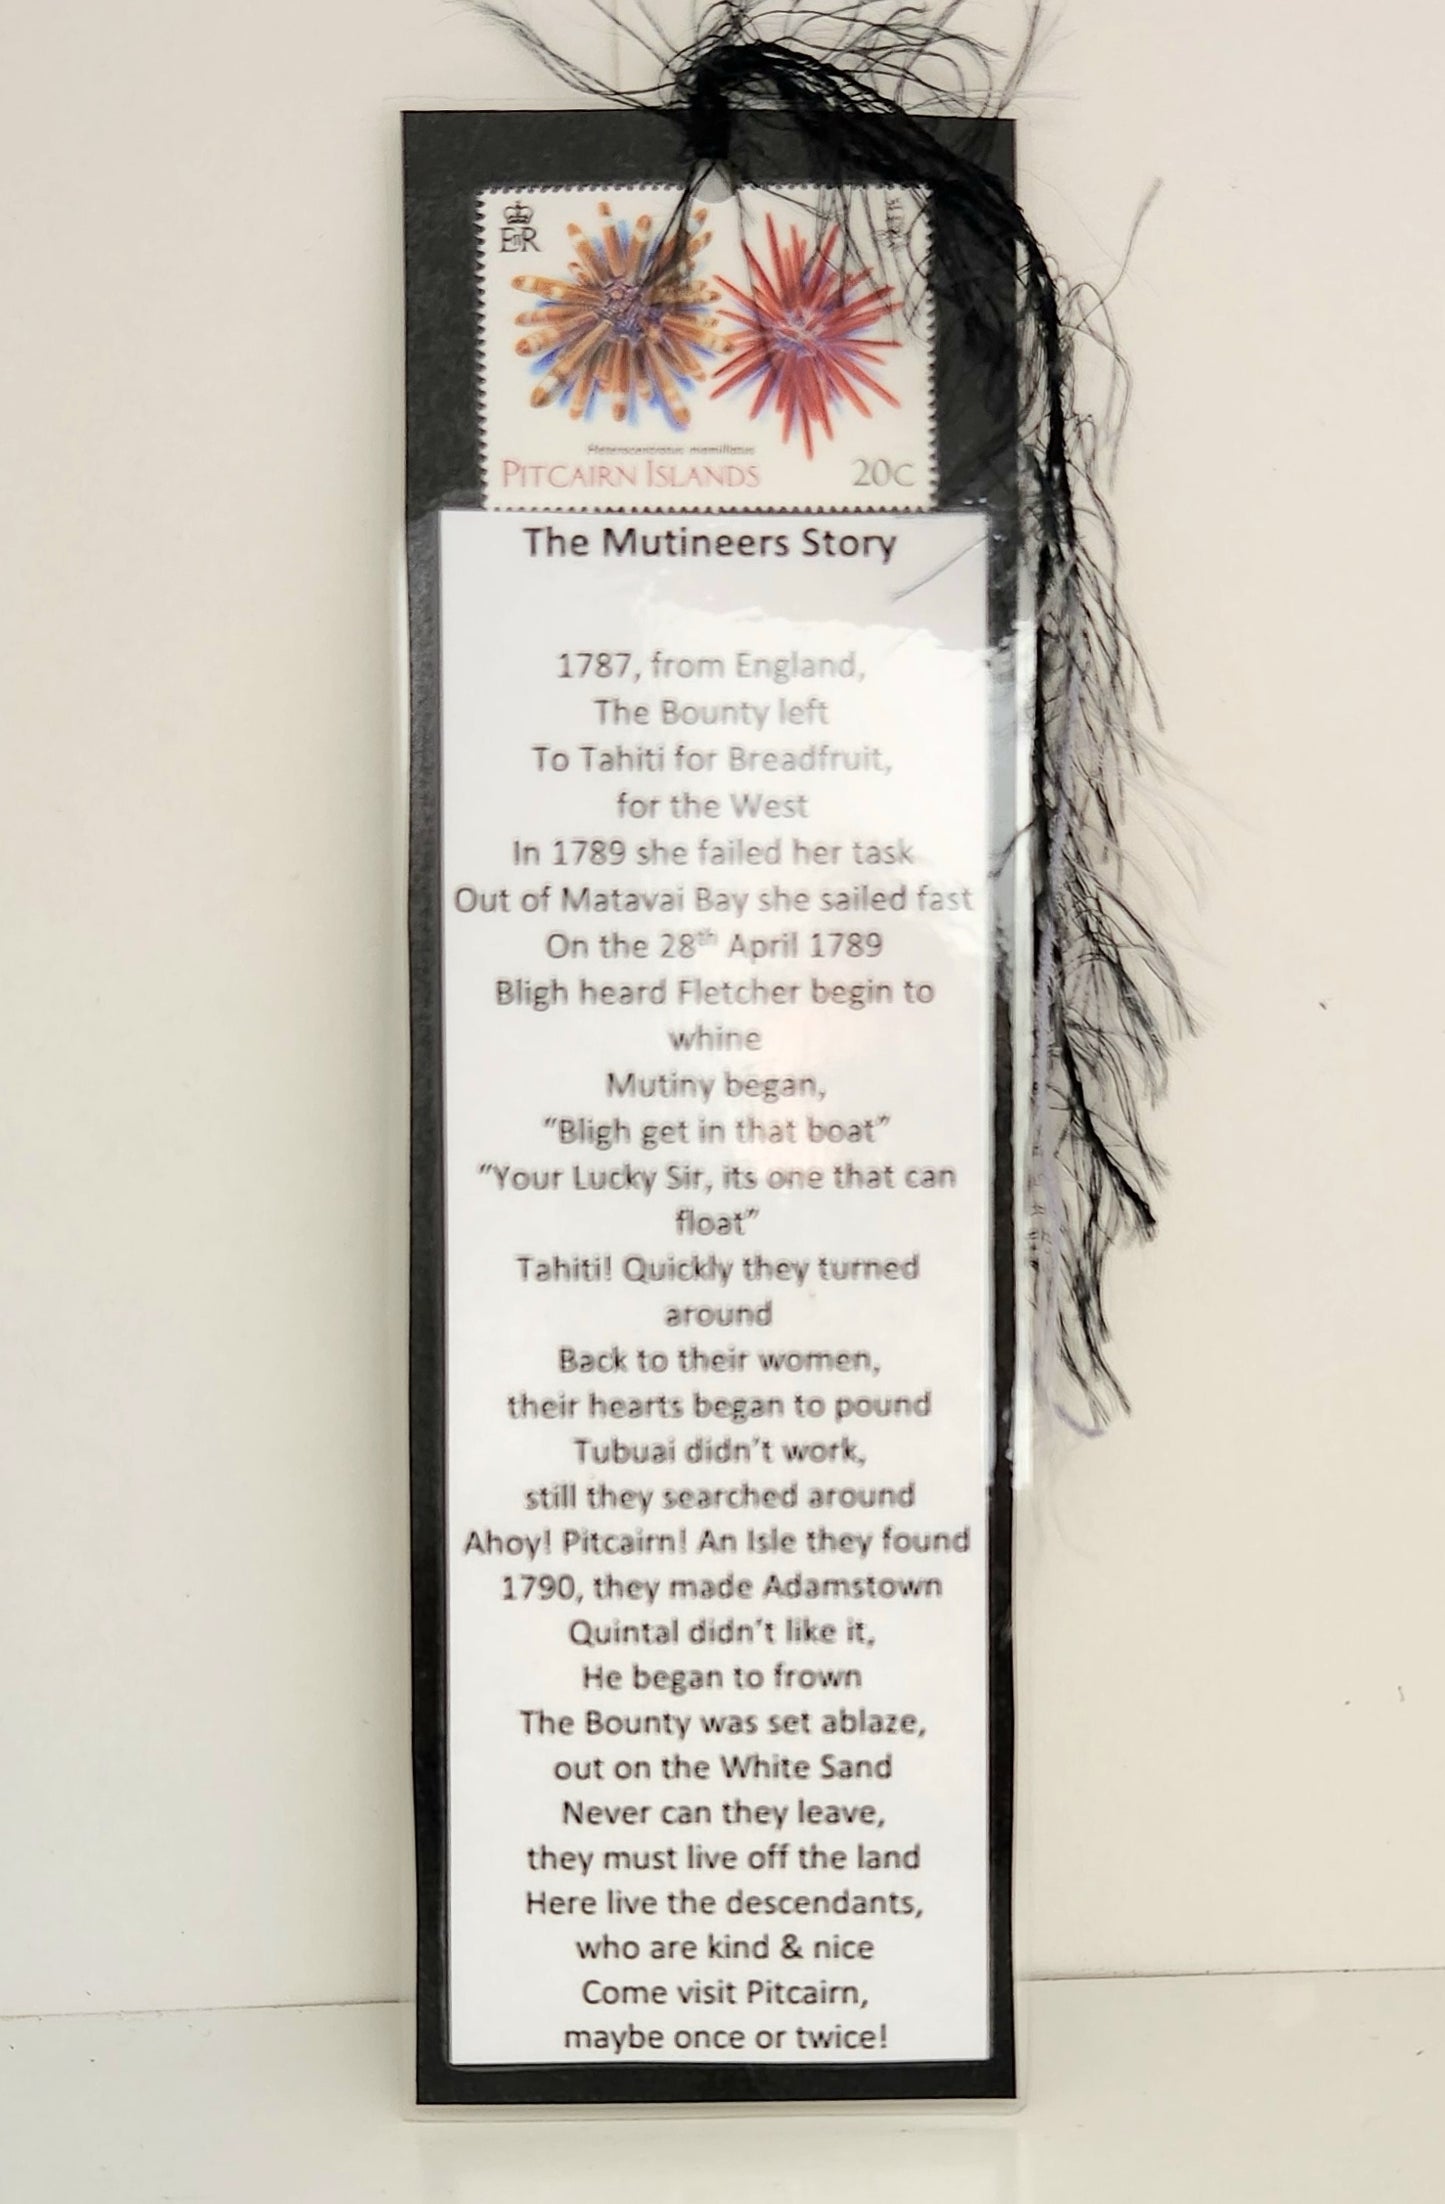 EIIR
Heterocentrotus mamillatus
PITCAIRN ISLANDS 20C
The Mutineers Story
1787, from England,
The Bounty left
To Tahiti for Breadfruit,
for the West
In 1789 she failed her task
Out of Matavai Bay she sailed fast
On the 28th April 1789
Bligh heard Fletcher begin to
whine
Mutiny began,
“Bligh get in that boat”
“Your Lucky Sir, its one that can
float”
Tahiti! Quickly they turned
around
Back to their women,
their hearts began to pound
Tubuai didn’t work,
still they searched around
Ahoy! Pitcairn! An Isle they found
1790, they made Adamstown
Quintal didn’t like it,
He began to frown
The Bounty was set ablaze,
out on the White Sand
Never can they leave,
they must live off the land
Here live the descendants,
who are kind & nice
Come visit Pitcairn,
maybe once or twice!